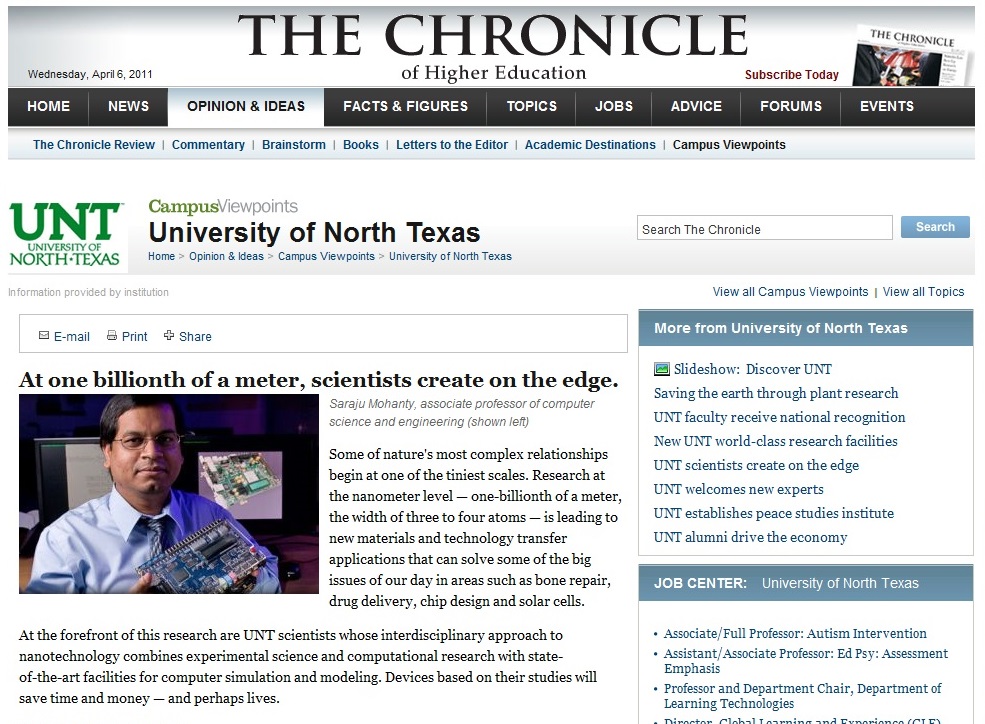 THE CHRONICLE
of Higher Education
Wednesday, April 6, 2011
Subscribe Today
THE CHRONICLE
HOME NEWS OPINION & IDEAS FACTS & FIGURES TOPICS JOBS ADVICE FORUMS EVENTS
The Chronicle Review | Commentary | Brainstorm | Books | Letters to the Editor | Academic Destinations | Campus Viewpoints
UNT™
UNIVERSITY OF
NORTH·TEXAS
CampusViewpoints
University of North Texas
Home > Opinion & Ideas > Campus Viewpoints > University of North Texas
Search The Chronicle
Search
Information provided by institution
View all Campus Viewpoints | View all Topics
E-mail Print Share
At one billionth of a meter, scientists create on the edge.
Saraju Mohanty, associate professor of computer
science and engineering (shown left)
Some of nature's most complex relationships
begin at one of the tiniest scales. Research at
the nanometer level — one-billionth of a meter,
the width of three to four atoms — is leading to
new materials and technology transfer
applications that can solve some of the big
issues of our day in areas such as bone repair,
drug delivery, chip design and solar cells.
At the forefront of this research are UNT scientists whose interdisciplinary approach to
nanotechnology combines experimental science and computational research with state-
of-the-art facilities for computer simulation and modeling. Devices based on their studies will
save time and money — and perhaps lives.
More from University of North Texas
Slideshow: Discover UNT
Saving the earth through plant research
UNT faculty receive national recognition
New UNT world-class research facilities
UNT scientists create on the edge
UNT welcomes new experts
UNT establishes peace studies institute
UNT alumni drive the economy
JOB CENTER: University of North Texas
• Associate/Full Professor: Autism Intervention
• Assistant/Associate Professor: Ed Psy: Assessment
Emphasis
• Professor and Department Chair, Department of
Learning Technologies
• Director, Global Learning and Experience (GLE)